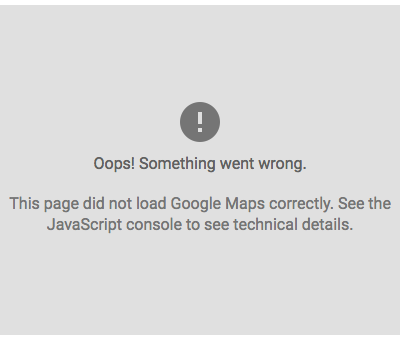 Oops! Something went wrong.
This page did not load Google Maps correctly. See the
JavaScript console to see technical details.